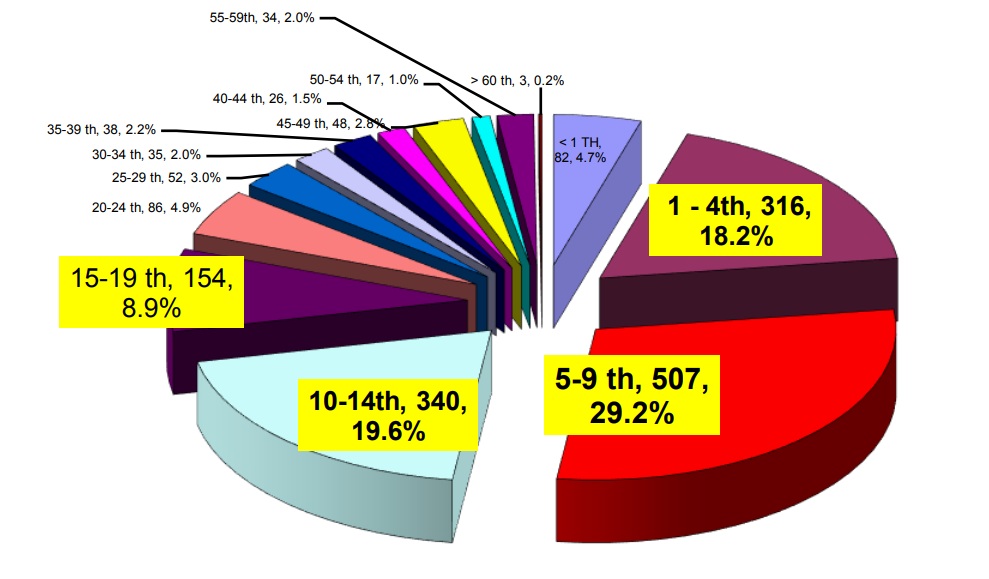 55-59th, 34, 2.0%
50-54 th, 17, 1.0%
> 60 th, 3, 0.2%
40-44 th, 26, 1.5%
45-49 th, 48, 2.8%
35-39 th, 38, 2.2%
30-34 th, 35, 2.0%
25-29 th, 52, 3.0%
20-24 th, 86, 4.9%
< 1 TH,
82, 4.7%
1 - 4th, 316,
18.2%
15-19 th, 154,
8.9%
5-9 th, 507,
29.2%
10-14th, 340,
19.6%